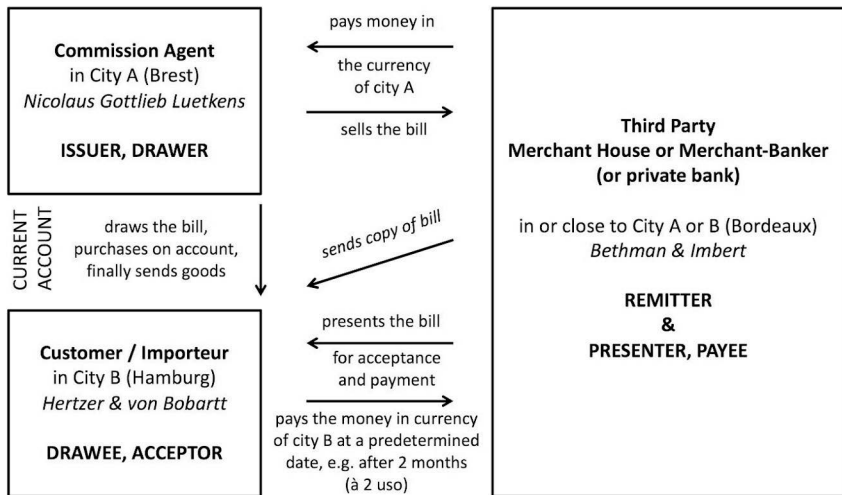 Commission Agent
in City A (Brest)
Nicolaus Gottlieb Luetkens
ISSUER, DRAWER
pays money in
the currency
of city A
sells the bill
Third Party
Merchant House or Merchant-Banker
(or private bank)
in or close to City A or B (Bordeaux)
Bethman & Imbert
REMITTER
&
PRESENTER, PAYEE
CURRENT
ACCOUNT
draws the bill,
purchases on account,
finally sends goods
sends copy of bill
Customer / Importeur
in City B (Hamburg)
Hertzer & von Bobartt
DRAWEE, ACCEPTOR
presents the bill
for acceptance
and payment
pays the money in currency
of city B at a predetermined
date, e.g. after 2 months
(à 2 uso)